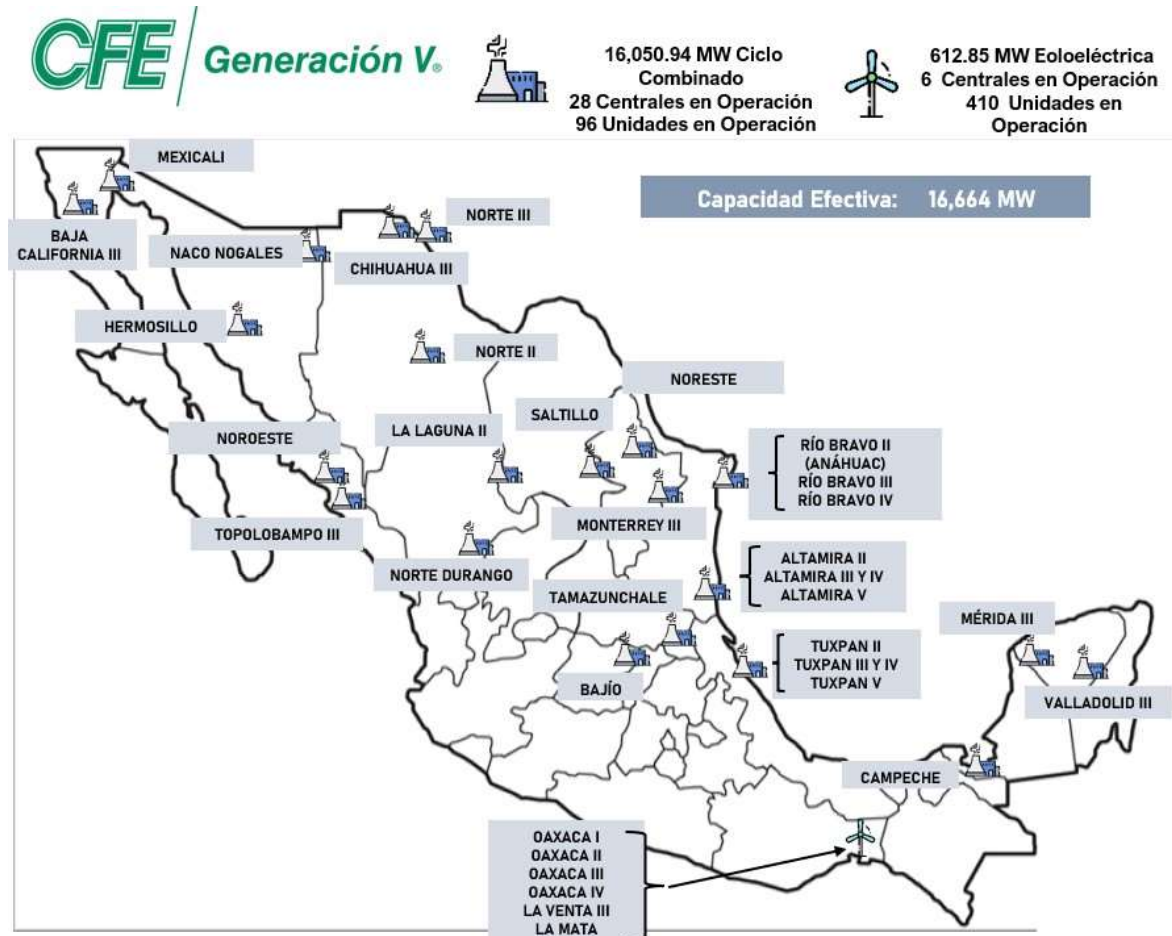 CFE Generación V®
16,050.94 MW Ciclo
Combinado
28 Centrales en Operación
96 Unidades en Operación
612.85 MW Eoloeléctrica
6 Centrales en Operación
410 Unidades en
Operación
Capacidad Efectiva: 16,664 MW
MEXICALI
BAJA
CALIFORNIA III
NACO NOGALES
NORTE III
CHIHUAHUA III
HERMOSILLO
NORTE II
NORESTE
SALTILLO
LA LAGUNA II
NOROESTE
RÍO BRAVO II
(ANÁHUAC)
RÍO BRAVO III
RÍO BRAVO IV
TOPOLOBAMPO III
MONTERREY III
NORTE DURANGO
ALTAMIRA II
ALTAMIRA III Y IV
ALTAMIRA V
TAMAZUNCHALE
MÉRIDA III
TUXPAN II
TUXPAN III Y IV
TUXPAN V
BAJÍO
VALLADOLID III
CAMPECHE
OAXACA I
OAXACA II
OAXACA III
OAXACA IV
LA VENTA III
LA MATA